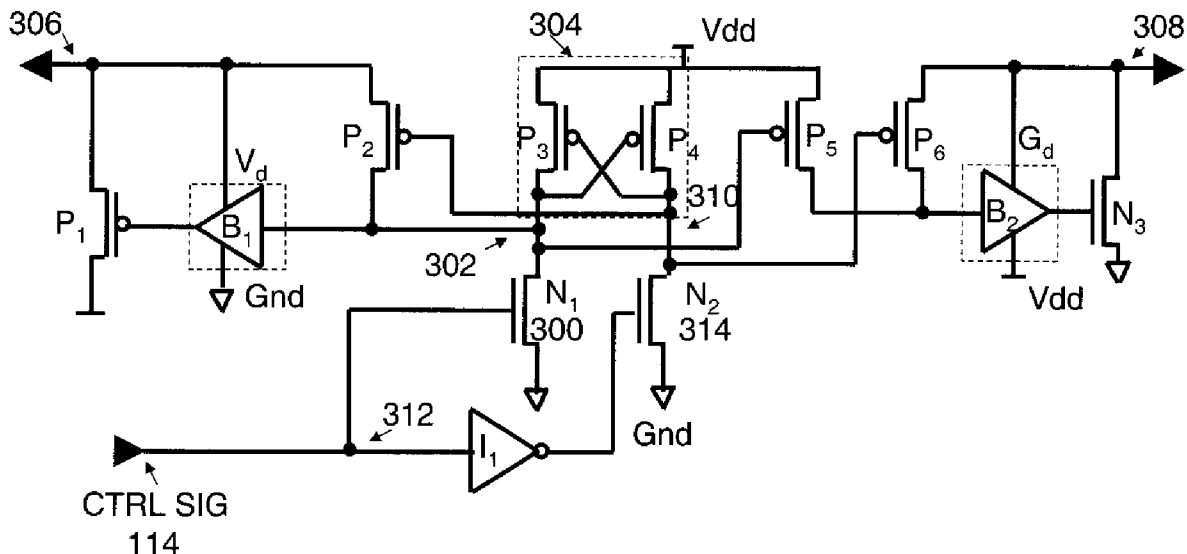 306
304
Vdd
308
P2
P3
P4
P5
P6
Vd
Gd
P1
B1
B2
N3
310
302
Gnd
N1
300
N2
314
Vdd
312
Gnd
I1
CTRL SIG
114